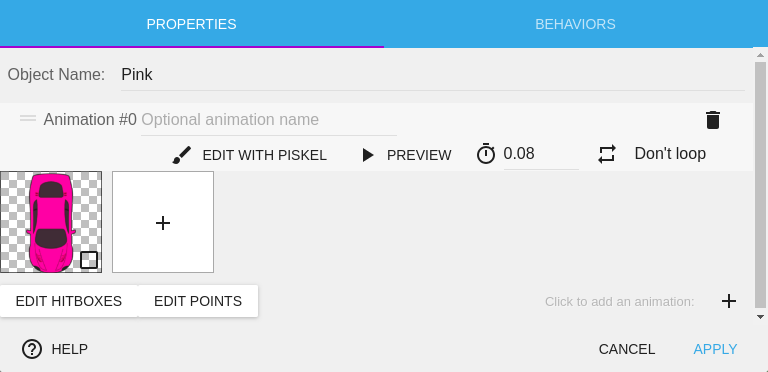 PROPERTIES BEHAVIORS
Object Name: Pink
Animation #0 Optional animation name
EDIT WITH PISKEL PREVIEW 0.08 Don't loop
EDIT HITBOXES EDIT POINTS Click to add an animation:
HELP CANCEL APPLY